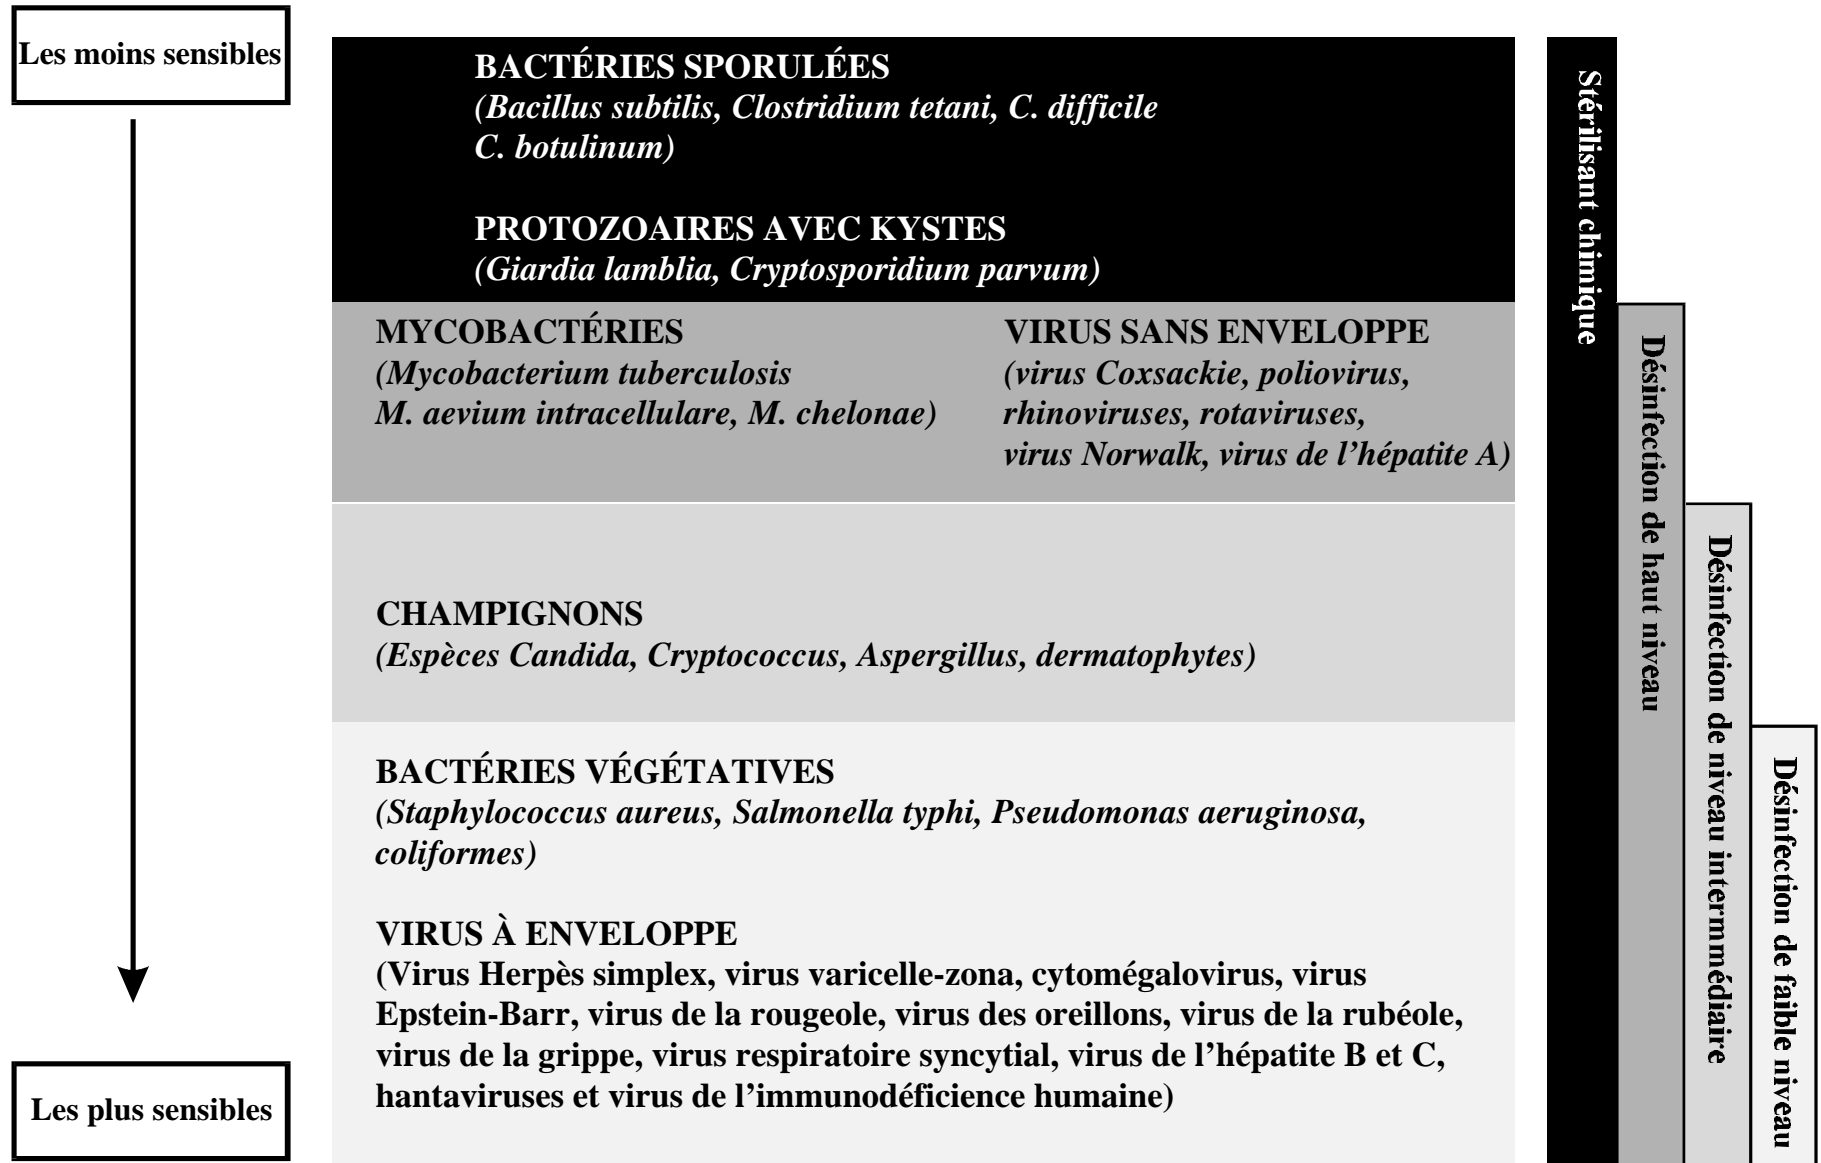 Les moins sensibles
BACTÉRIES SPORULÉES
(Bacillus subtilis, Clostridium tetani, C. difficile
C. botulinum)
PROTOZOAIRES AVEC KYSTES
(Giardia lamblia, Cryptosporidium parvum)
MYCOBACTÉRIES
(Mycobacterium tuberculosis
M. aevium intracellulare, M. chelonae)
VIRUS SANS ENVELOPPE
(virus Coxsackie, poliovirus,
rhinoviruses, rotaviruses,
virus Norwalk, virus de l’hépatite A)
CHAMPIGNONS
(Espèces Candida, Cryptococcus, Aspergillus, dermatophytes)
BACTÉRIES VÉGÉTATIVES
(Staphylococcus aureus, Salmonella typhi, Pseudomonas aeruginosa,
coliformes)
VIRUS À ENVELOPPE
(Virus Herpès simplex, virus varicelle-zona, cytomégalovirus, virus
Epstein-Barr, virus de la rougeole, virus des oreillons, virus de la rubéole,
virus de la grippe, virus respiratoire syncytial, virus de l’hépatite B et C,
hantaviruses et virus de l’immunodéficience humaine)
Les plus sensibles
Stérilisant chimique
Désinfection de haut niveau
Désinfection de niveau intermmédiaire
Désinfection de faible niveau